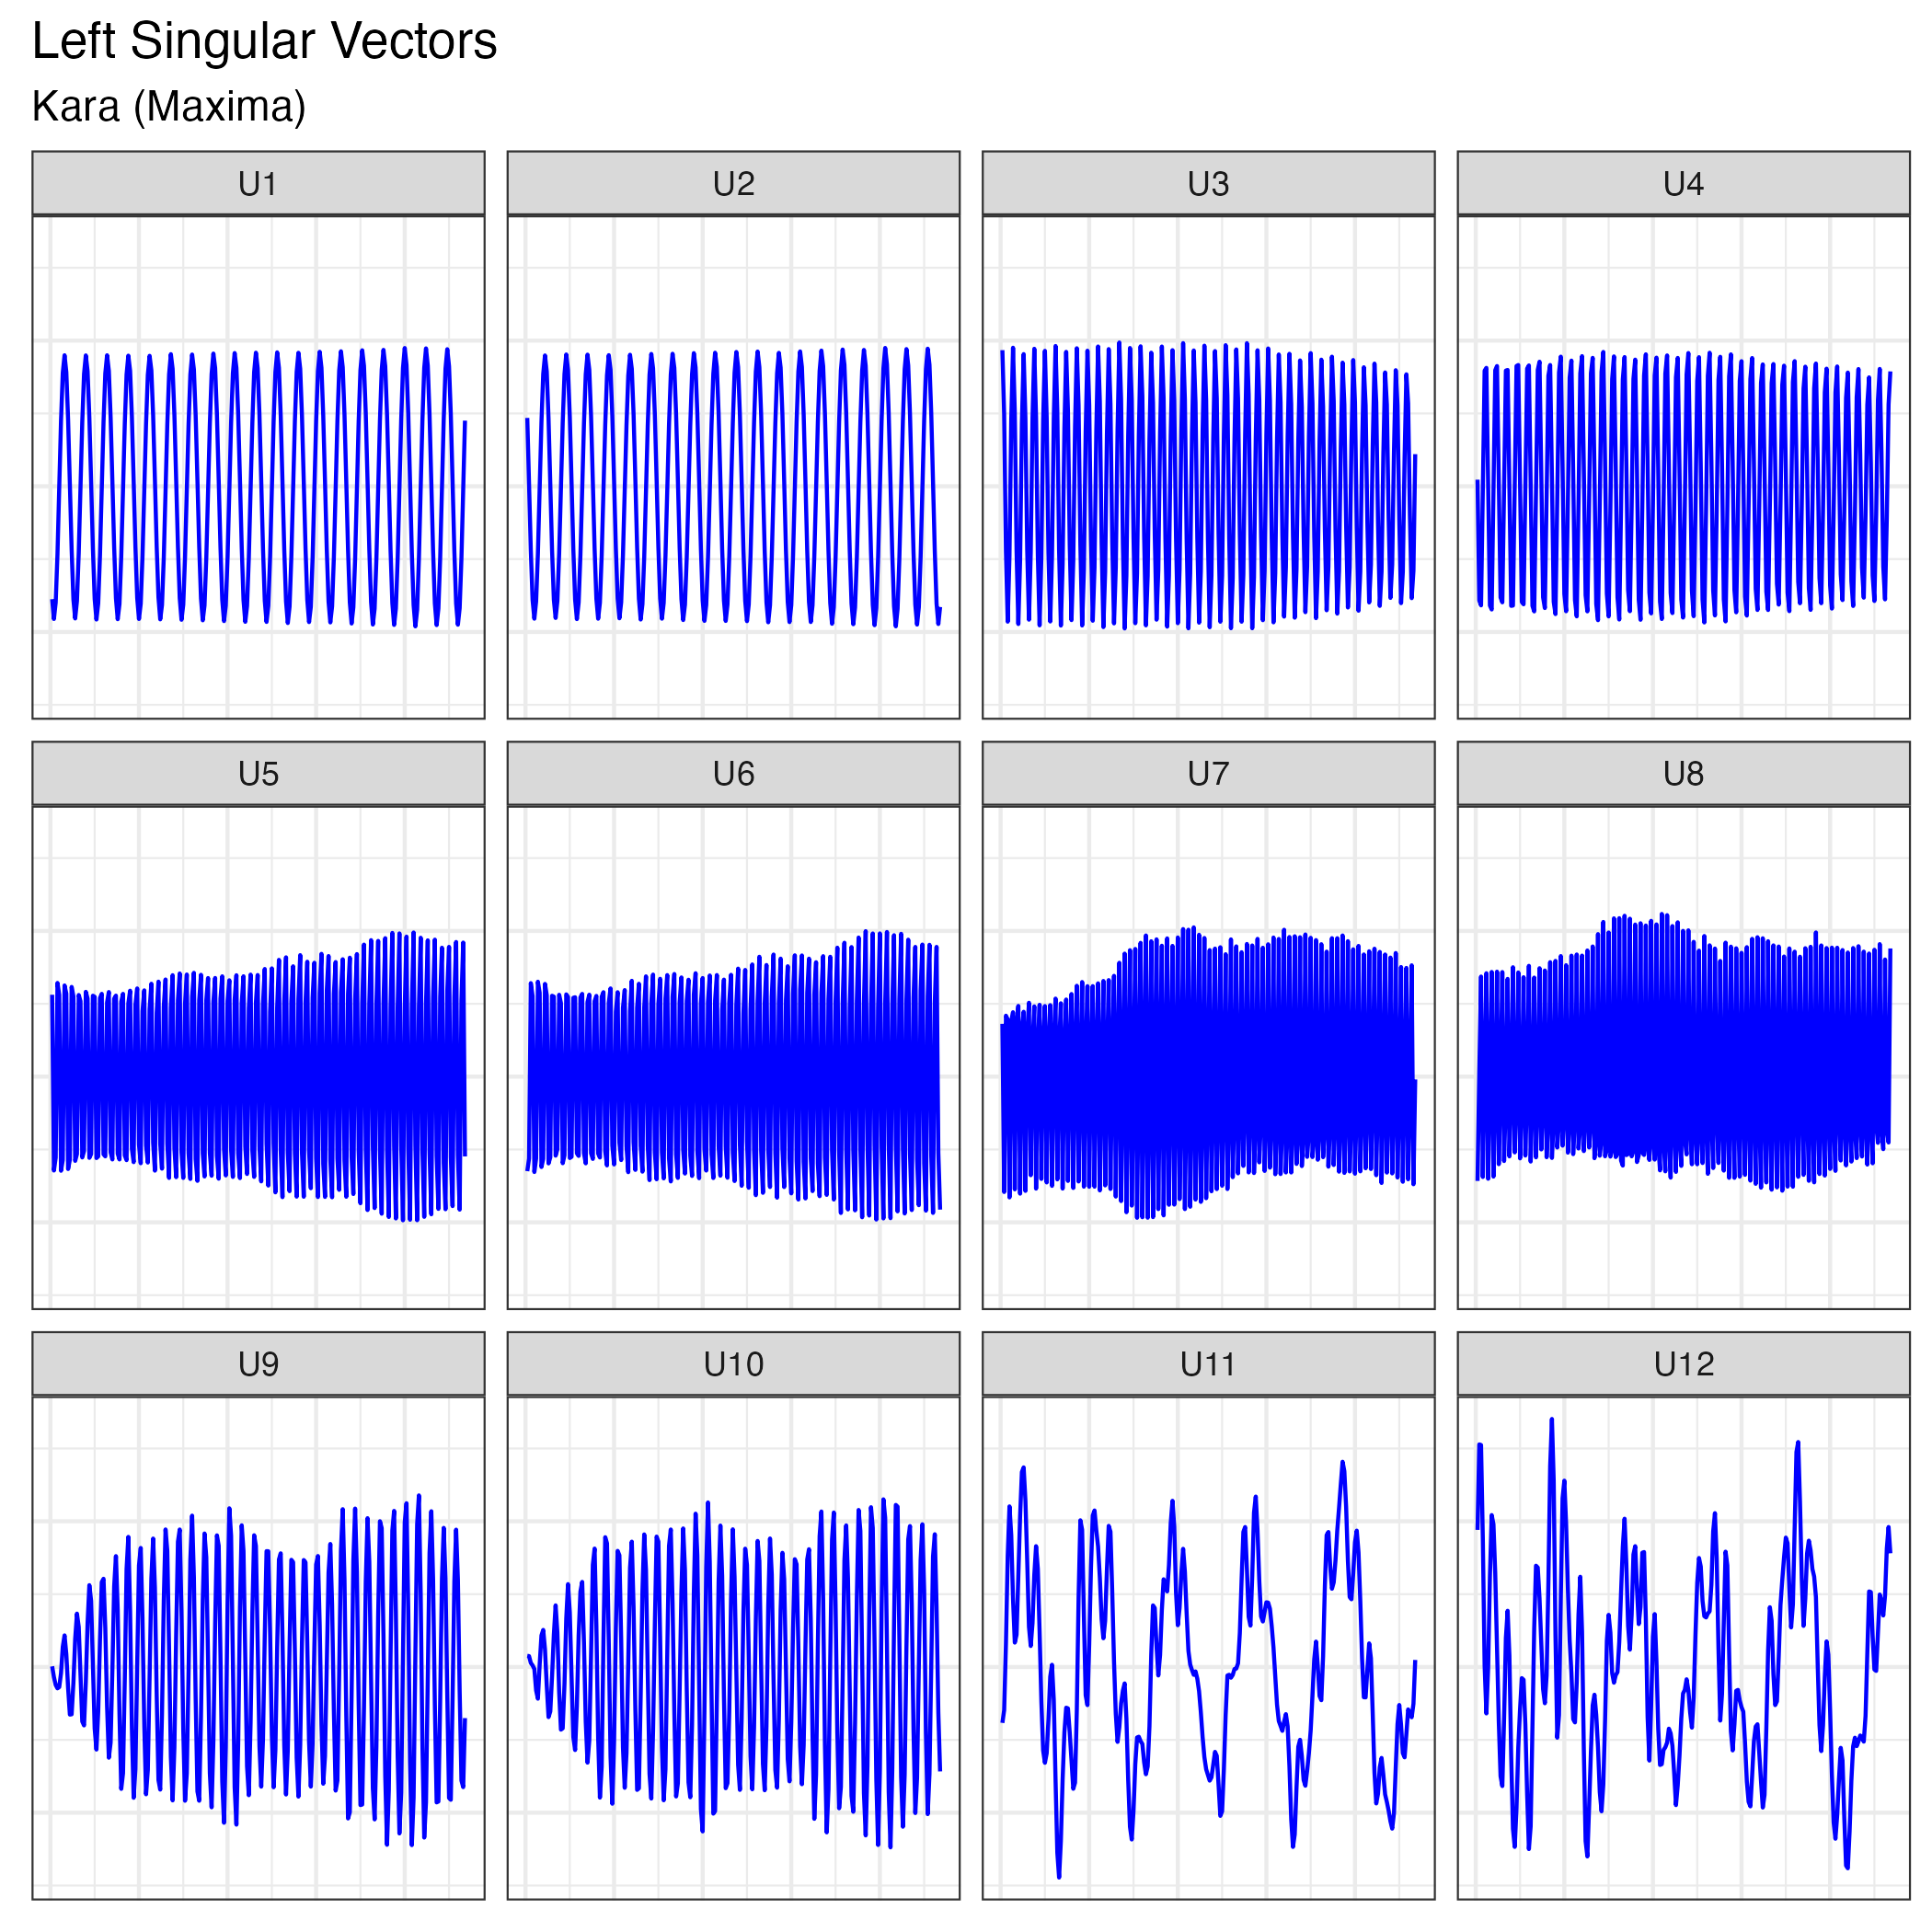 Left Singular Vectors
Kara (Maxima)
U1 U2 U3 U4
U5 U6 U7 U8
U9 U10 U11 U12